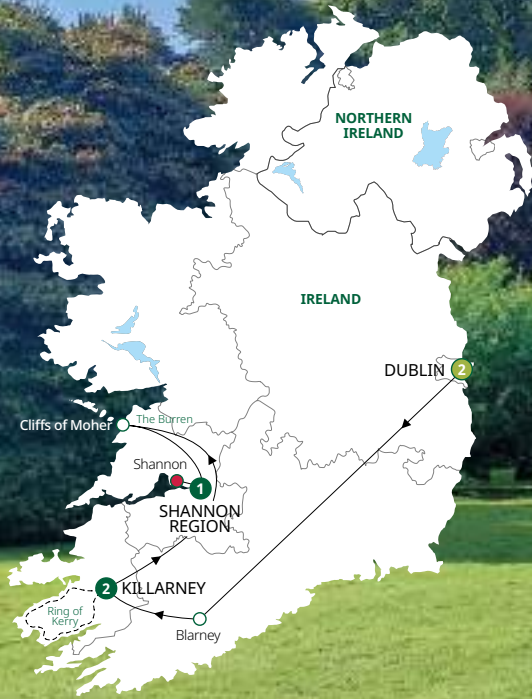 NORTHERN
IRELAND
IRELAND
DUBLIN 2
Cliffs of Moher
The Burren
Shannon
1
SHANNON
REGION
2 KILLARNEY
Ring of
Kerry
Blarney